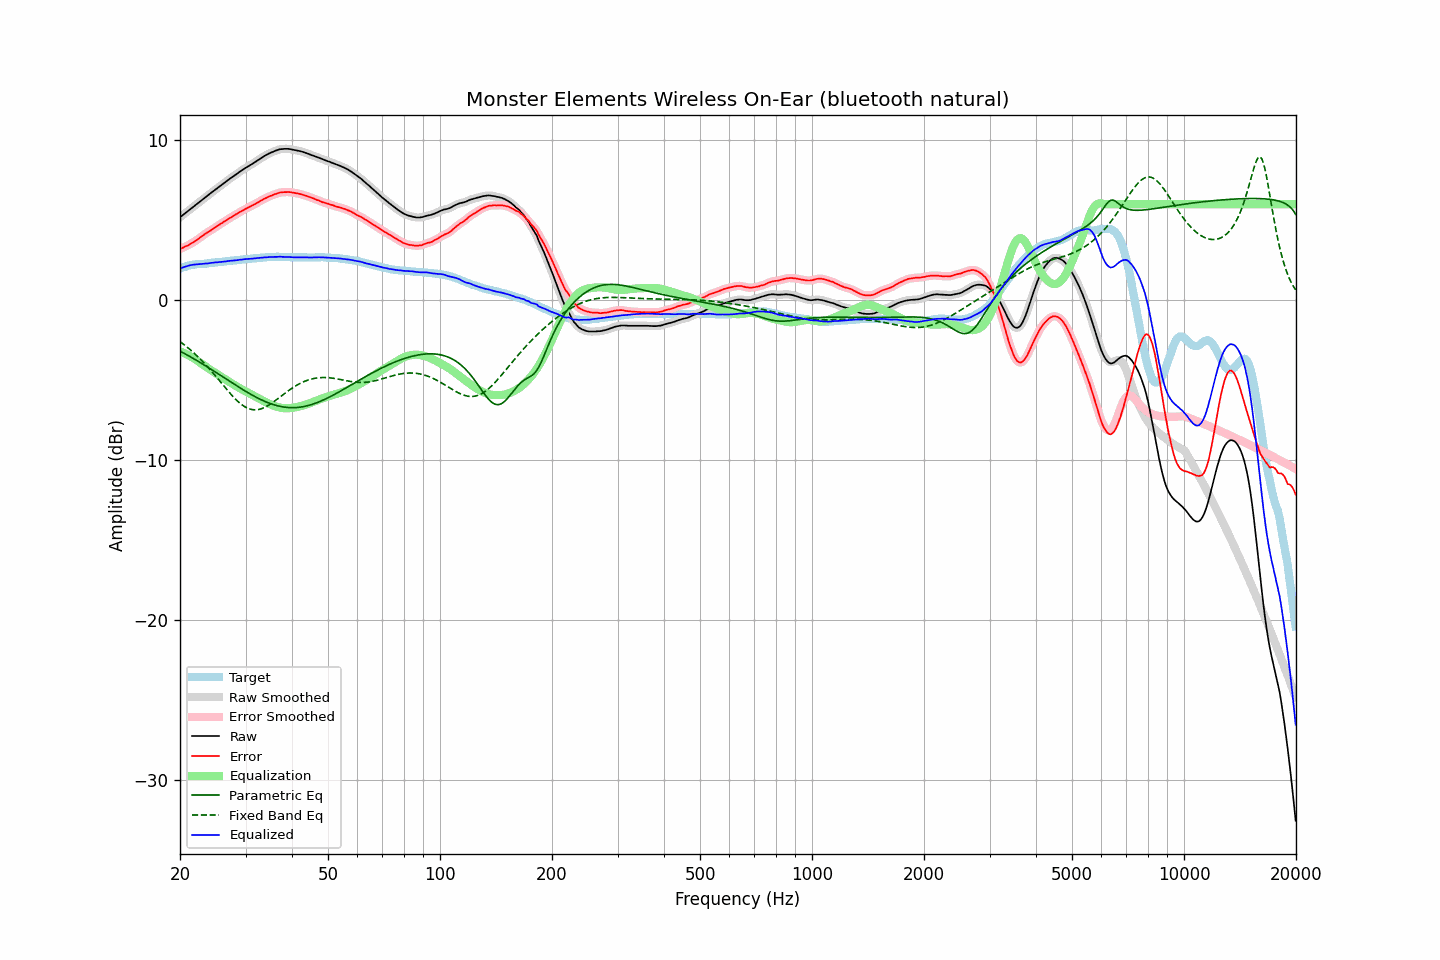 Monster Elements Wireless On-Ear (bluetooth natural)
10
0
−10
−20
−30
Amplitude (dBr)
Target
Raw Smoothed
Error Smoothed
Raw
Error
Equalization
Parametric Eq
Fixed Band Eq
Equalized
20
50
100
200
500
1000
2000
5000
10000
20000
Frequency (Hz)